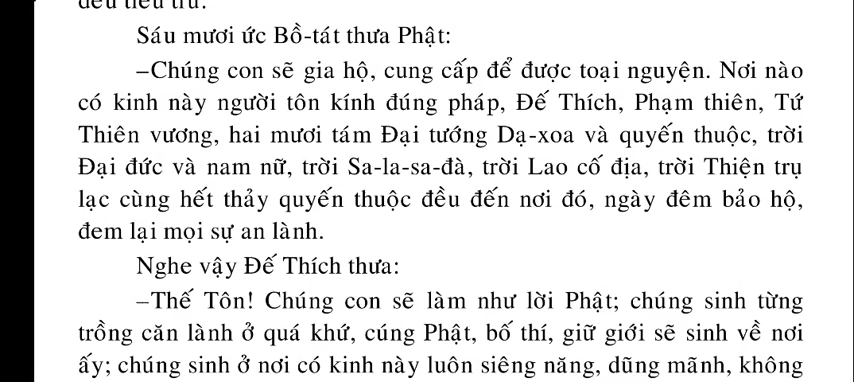 đều tiêu trừ.
Sáu mươi ức Bồ-tát thưa Phật:
–Chúng con sẽ gia hộ, cung cấp để được toại nguyện. Nơi nào
có kinh này người tôn kính đúng pháp, Đế Thích, Phạm thiên, Tứ
Thiên vương, hai mươi tám Đại tướng Dạ-xoa và quyến thuộc, trời
Đại đức và nam nữ, trời Sa-la-sa-đà, trời Lao cố địa, trời Thiện trụ
lạc cùng hết thảy quyến thuộc đều đến nơi đó, ngày đêm bảo hộ,
đem lại mọi sự an lành.
Nghe vậy Đế Thích thưa:
–Thế Tôn! Chúng con sẽ làm như lời Phật; chúng sinh từng
trồng căn lành ở quá khứ, cúng Phật, bố thí, giữ giới sẽ sinh về nơi
ấy; chúng sinh ở nơi có kinh này luôn siêng năng, dũng mãnh, không